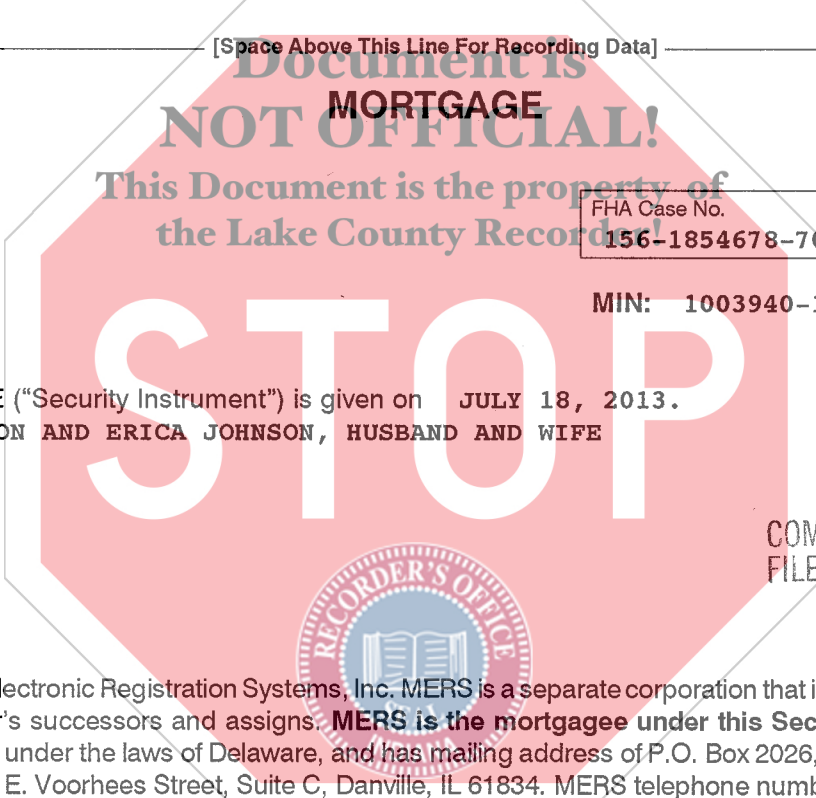 [Space Above This Line For Recording Data]
Document is
MORTGAGE
NOT OFFICIAL!
This Document is the property of
the Lake County Recorder!
FHA Case No.
156-1854678-70
MIN: 1003940-
STOP
("Security Instrument") is given on JULY 18, 2013.
ON AND ERICA JOHNSON, HUSBAND AND WIFE
COM
FILE
RECORDER'S OFFICE
SEAL
lectronic Registration Systems, Inc. MERS is a separate corporation that i
r's successors and assigns. MERS is the mortgagee under this Sec
under the laws of Delaware, and has mailing address of P.O. Box 2026,
E. Voorhees Street, Suite C, Danville, IL 61834. MERS telephone numb